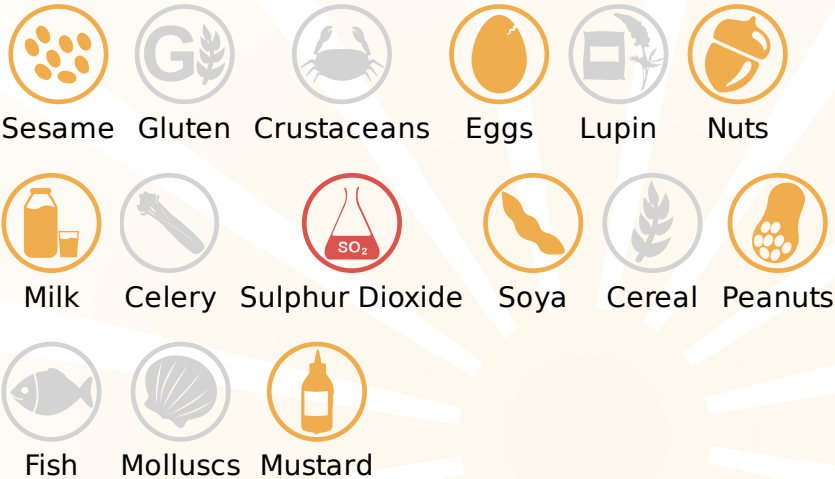 G
Sesame Gluten Crustaceans Eggs Lupin Nuts
SO₂
Milk Celery Sulphur Dioxide Soya Cereal Peanuts
Fish Molluscs Mustard